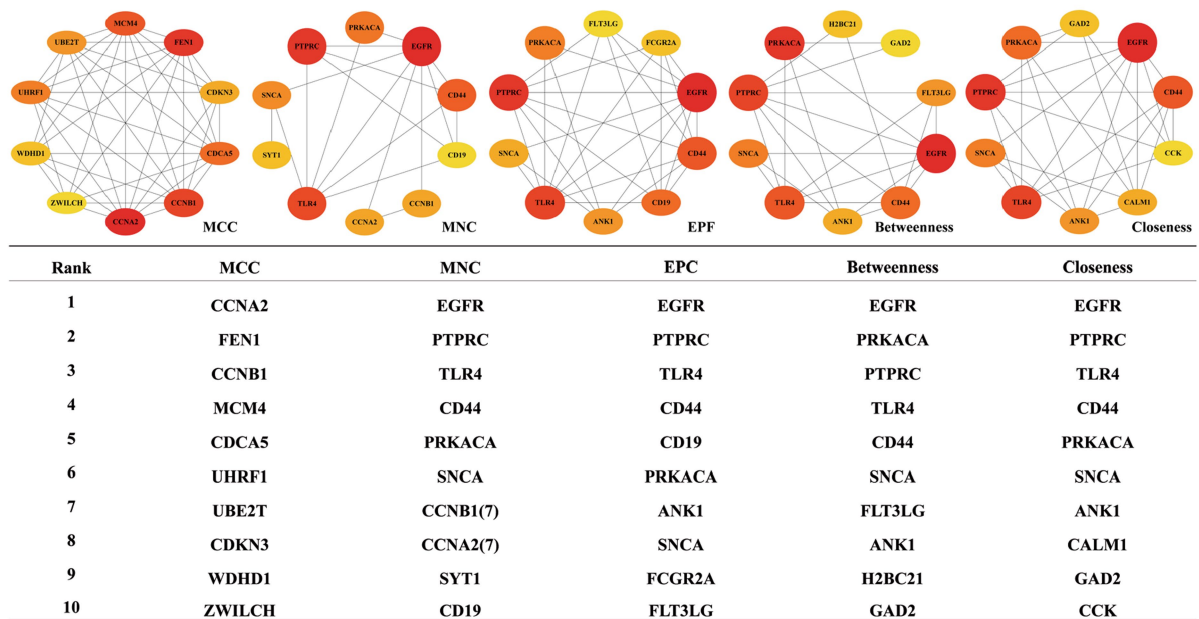 MCM4
UBE2T
FEN1
UHRF1
CDKN3
WDHD1
CDCA5
ZWILCH
CCNB1
CCNA2
MCC
PRKACA
PTPRC
EGFR
SNCA
CD44
SYT1
CD19
TLR4
CCNB1
CCNA2
MNC
FLT3LG
PRKACA
FCGR2A
PTPRC
EGFR
SNCA
CD44
TLR4
CD19
ANK1
EPF
H2BC21
PRKACA
GAD2
PTPRC
FLT3LG
SNCA
EGFR
TLR4
CD44
ANK1
Betweenness
GAD2
PRKACA
EGFR
PTPRC
CD44
SNCA
CCK
TLR4
CALM1
ANK1
Closeness
Rank MCC MNC EPC Betweenness Closeness
1 CCNA2 EGFR EGFR EGFR EGFR
2 FEN1 PTPRC PTPRC PRKACA PTPRC
3 CCNB1 TLR4 TLR4 PTPRC TLR4
4 MCM4 CD44 CD44 TLR4 CD44
5 CDCA5 PRKACA CD19 CD44 PRKACA
6 UHRF1 SNCA PRKACA SNCA SNCA
7 UBE2T CCNB1(7) ANK1 FLT3LG ANK1
8 CDKN3 CCNA2(7) SNCA ANK1 CALM1
9 WDHD1 SYT1 FCGR2A H2BC21 GAD2
10 ZWILCH CD19 FLT3LG GAD2 CCK